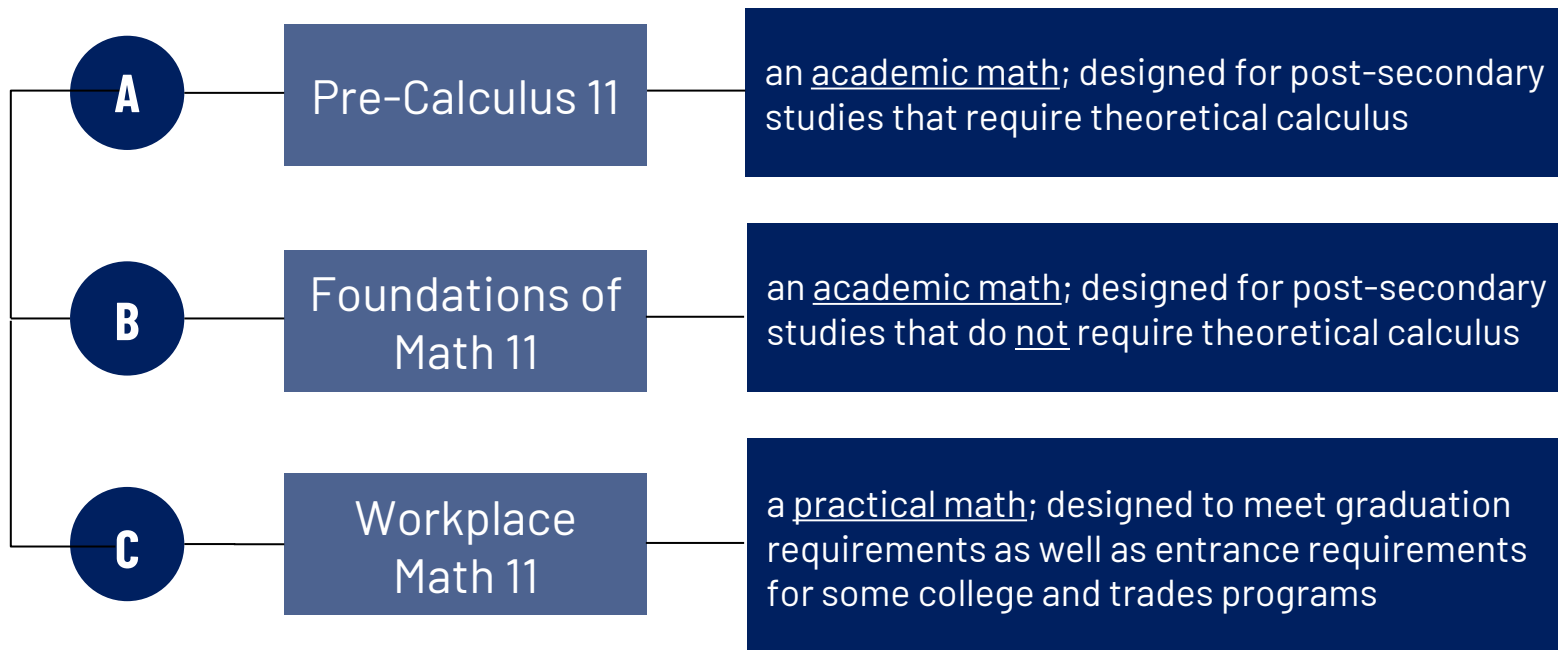 A
Pre-Calculus 11
an academic math; designed for post-secondary
studies that require theoretical calculus
B
Foundations of
Math 11
an academic math; designed for post-secondary
studies that do not require theoretical calculus
C
Workplace
Math 11
a practical math; designed to meet graduation
requirements as well as entrance requirements
for some college and trades programs